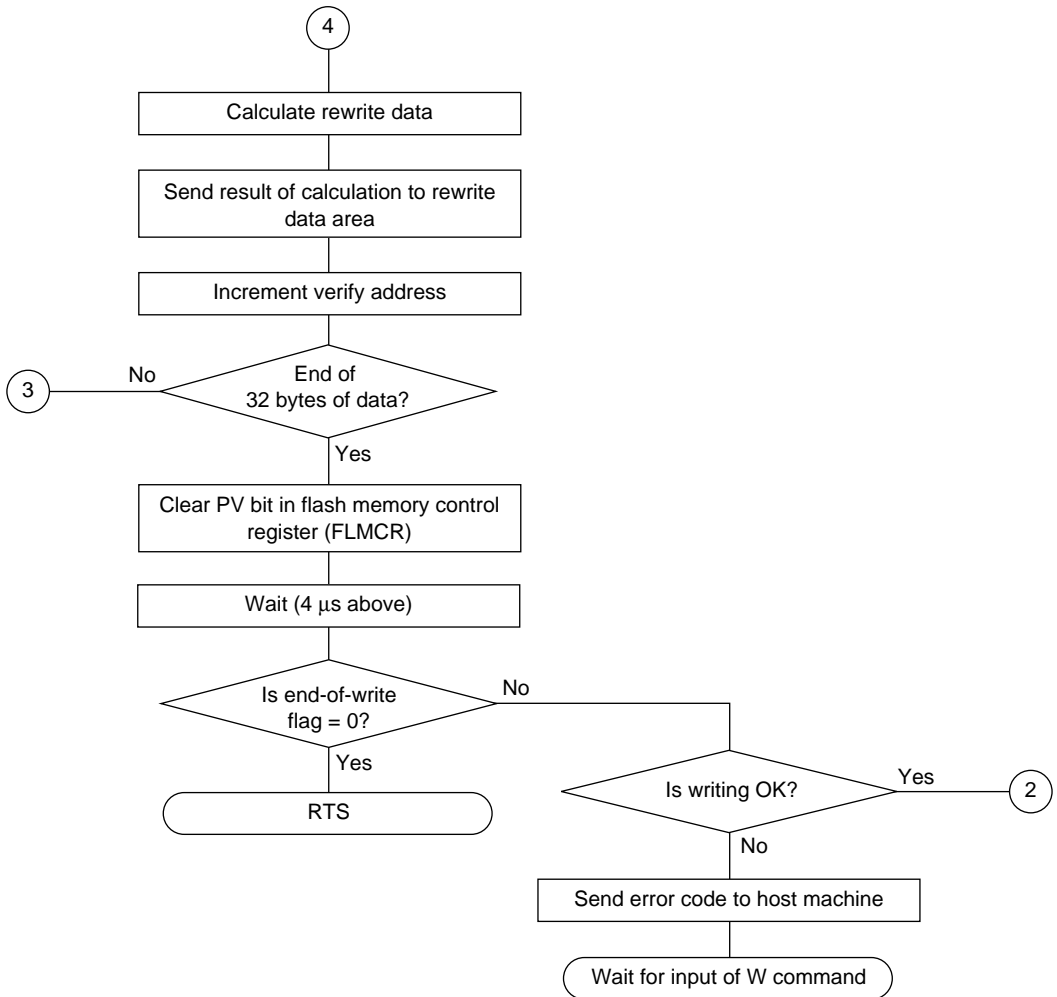 4
Calculate rewrite data
Send result of calculation to rewrite
data area
Increment verify address
End of
32 bytes of data?
No
3
Yes
Clear PV bit in flash memory control
register (FLMCR)
Wait (4 μs above)
Is end-of-write
flag = 0?
No
Yes
RTS
Is writing OK?
Yes
2
No
Send error code to host machine
Wait for input of W command